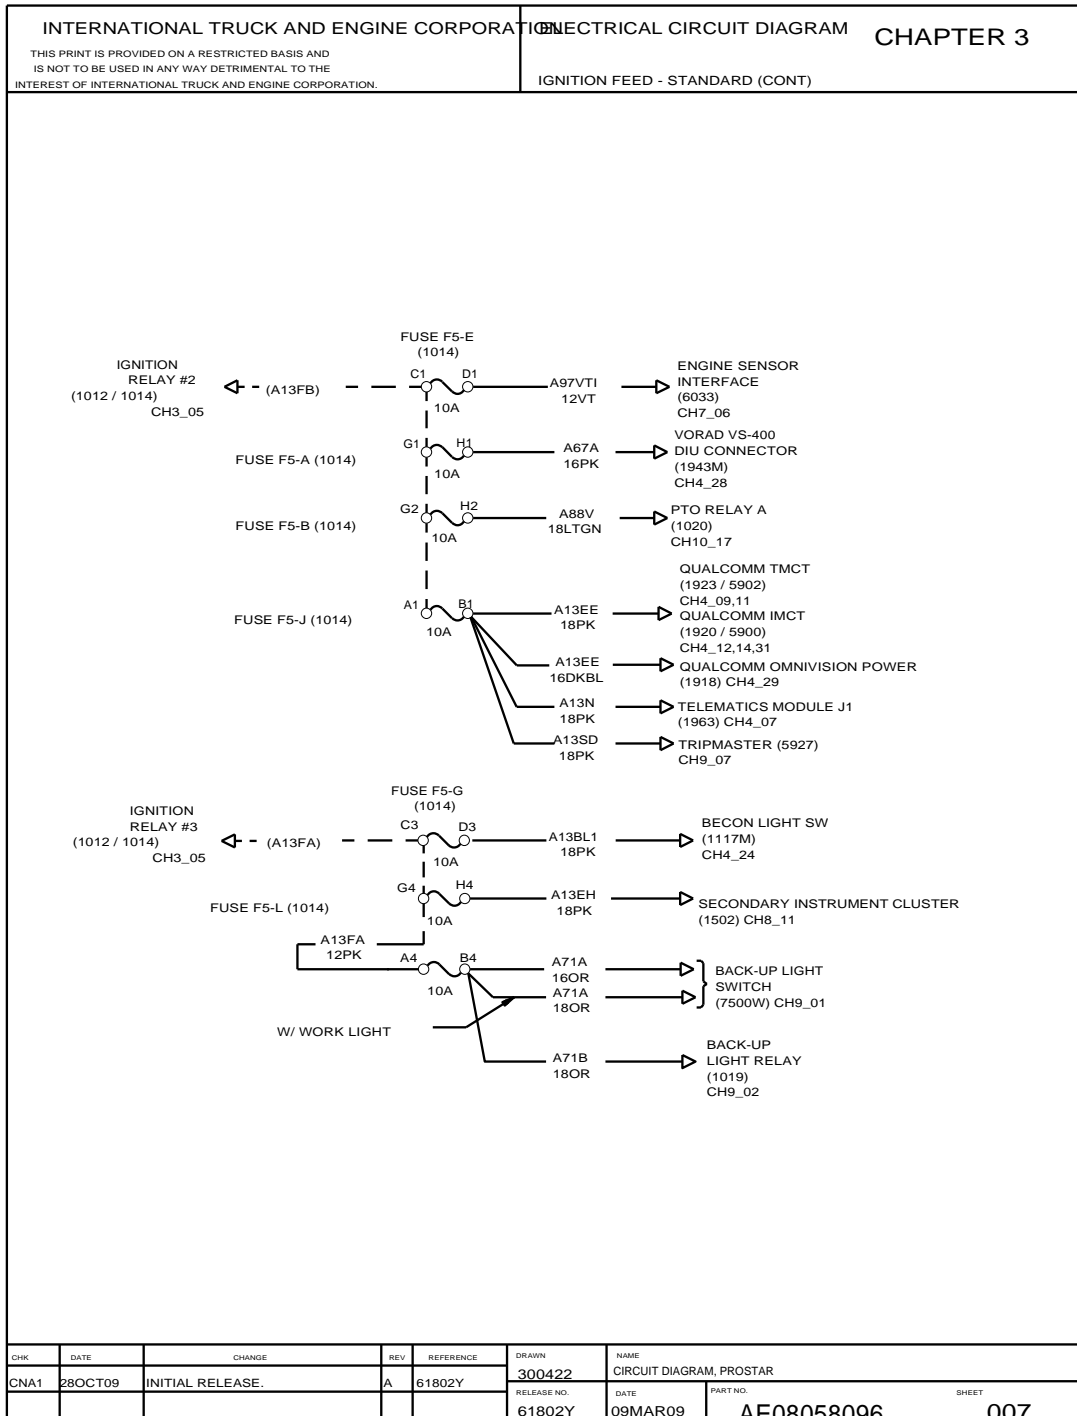 INTERNATIONAL TRUCK AND ENGINE CORPORATION
THIS PRINT IS PROVIDED ON A RESTRICTED BASIS AND
IS NOT TO BE USED IN ANY WAY DETRIMENTAL TO THE
INTEREST OF INTERNATIONAL TRUCK AND ENGINE CORPORATION.
ELECTRICAL CIRCUIT DIAGRAM
CHAPTER 3
IGNITION FEED - STANDARD (CONT)
FUSE F5-E
(1014)
IGNITION
RELAY #2
(1012 / 1014)
CH3_05
(A13FB)
C1 D1
10A
A97VTI
12VT
ENGINE SENSOR
INTERFACE
(6033)
CH7_06
FUSE F5-A (1014)
G1 H1
10A
A67A
16PK
VORAD VS-400
DIU CONNECTOR
(1943M)
CH4_28
FUSE F5-B (1014)
G2 H2
10A
A88V
18LTGN
PTO RELAY A
(1020)
CH10_17
FUSE F5-J (1014)
A1 B1
10A
A13EE
18PK
QUALCOMM TMCT
(1923 / 5902)
CH4_09,11
QUALCOMM IMCT
(1920 / 5900)
CH4_12,14,31
A13EE
16DKBL
QUALCOMM OMNIVISION POWER
(1918) CH4_29
A13N
18PK
TELEMATICS MODULE J1
(1963) CH4_07
A13SD
18PK
TRIPMASTER (5927)
CH9_07
FUSE F5-G
(1014)
IGNITION
RELAY #3
(1012 / 1014)
CH3_05
(A13FA)
C3 D3
10A
A13BL1
18PK
BECON LIGHT SW
(1117M)
CH4_24
FUSE F5-L (1014)
G4 H4
10A
A13EH
18PK
SECONDARY INSTRUMENT CLUSTER
(1502) CH8_11
A13FA
12PK
A4 B4
10A
A71A
16OR
A71A
18OR
BACK-UP LIGHT
SWITCH
(7500W) CH9_01
W/ WORK LIGHT
A71B
18OR
BACK-UP
LIGHT RELAY
(1019)
CH9_02
CHK DATE CHANGE REV REFERENCE
CNA1 28OCT09 INITIAL RELEASE. A 61802Y
DRAWN
300422
NAME
CIRCUIT DIAGRAM, PROSTAR
RELEASE NO.
61802Y
DATE
09MAR09
PART NO.
AE08058096
SHEET
007